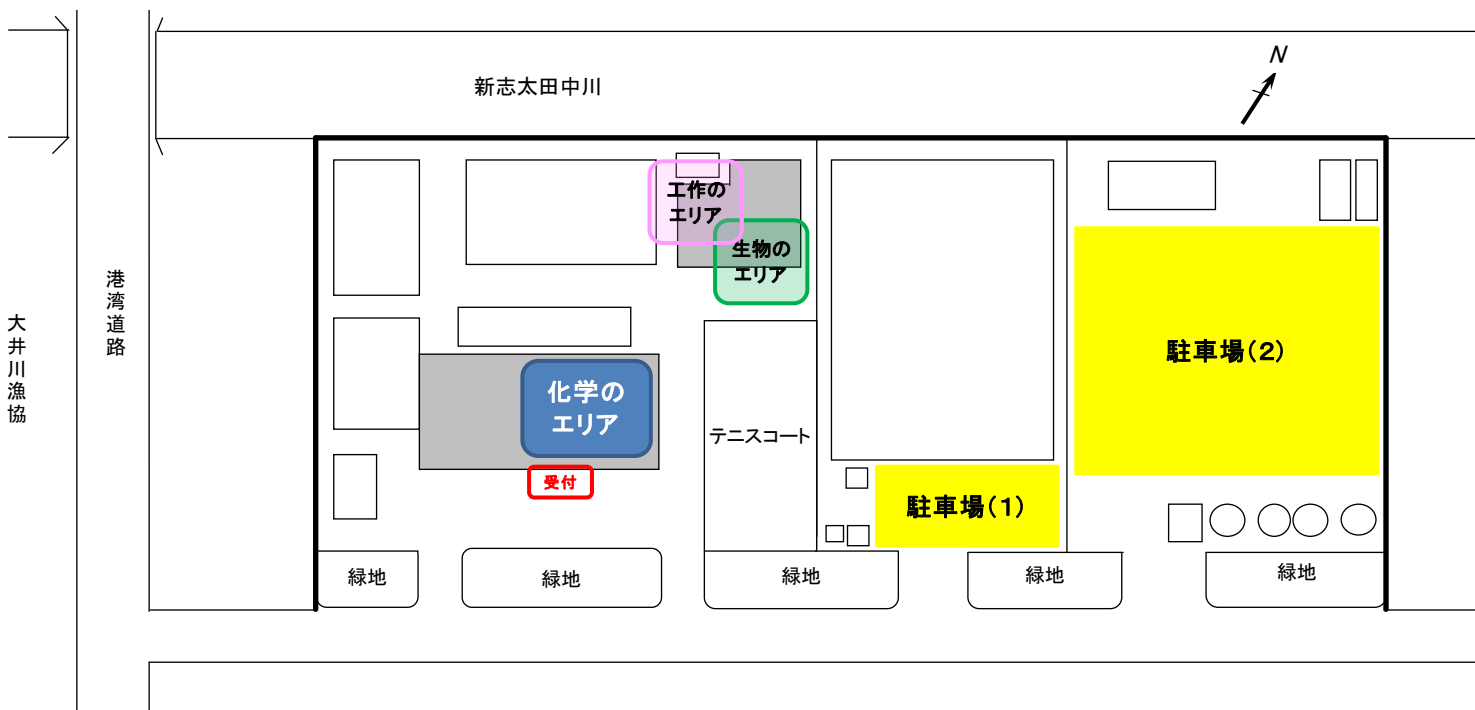 N
新志太田中川
工作の
エリア
生物の
エリア
港湾道路
大井川漁協
駐車場(2)
化学の
エリア
テニスコート
受付
駐車場(1)
緑地
緑地
緑地
緑地
緑地